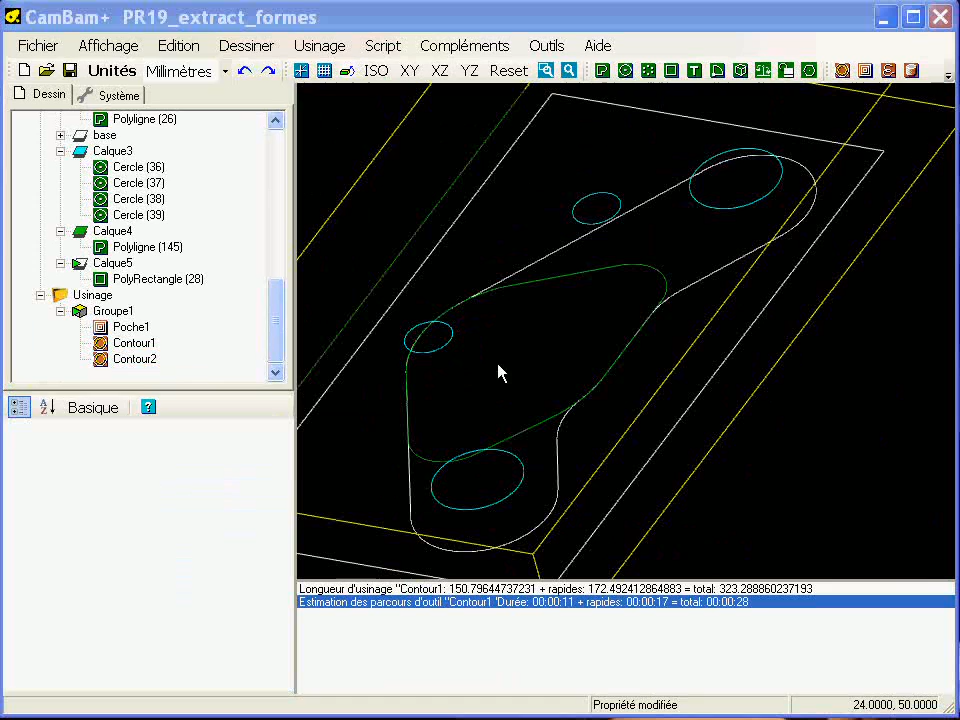 CamBam+ PR19_extract_formes
Fichier Affichage Edition Dessiner Usinage Script Compléments Outils Aide
Unités Millimètres ISO XY XZ YZ Reset
Dessin Système
Polyligne (26)
base
Calque3
Cercle (36)
Cercle (37)
Cercle (38)
Cercle (39)
Calque4
Polyligne (145)
Calque5
PolyRectangle (28)
Usinage
Groupe1
Poche1
Contour1
Contour2
Basique
Longueur d'usinage "Contour1: 150.79644737231 + rapides: 172.492412864883 = total: 323.288860237193
Estimation des parcours d'outil "Contour1 "Durée: 00:00:11 + rapides: 00:00:17 = total: 00:00:28
Propriété modifiée 24.0000, 50.0000